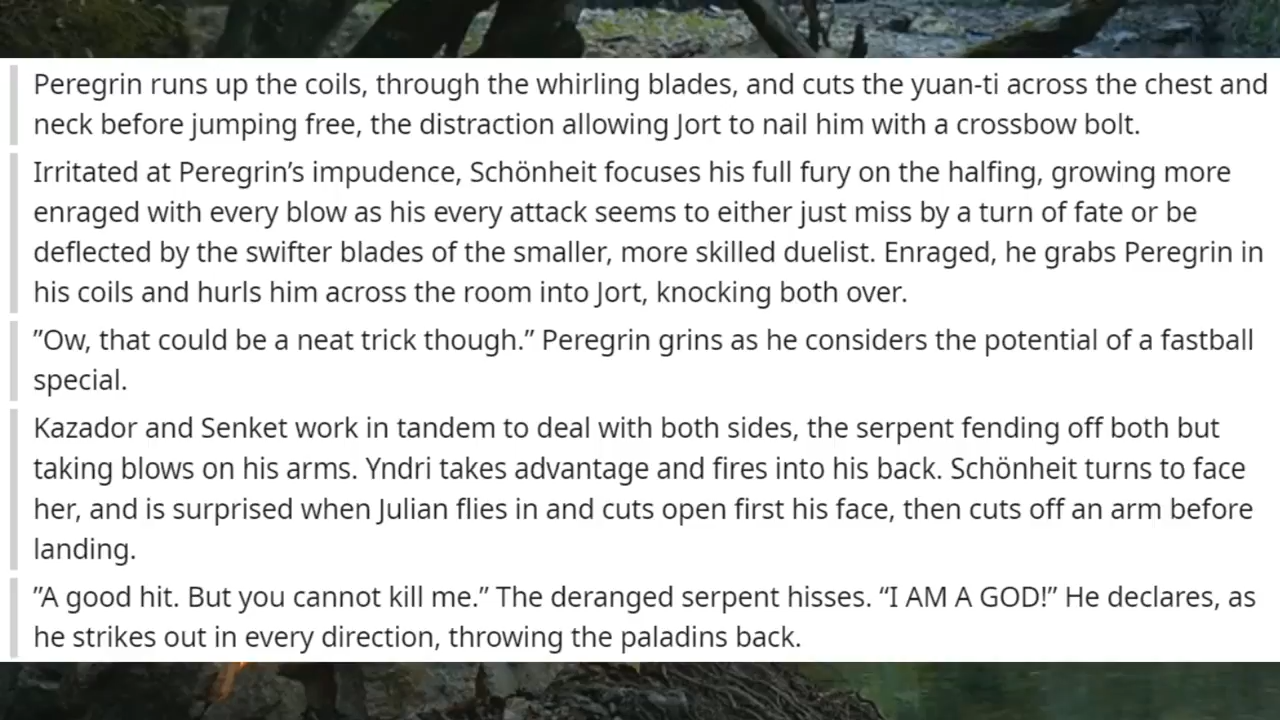 Peregrin runs up the coils, through the whirling blades, and cuts the yuan-ti across the chest and
neck before jumping free, the distraction allowing Jort to nail him with a crossbow bolt.
Irritated at Peregrin’s impudence, Schönheit focuses his full fury on the halfing, growing more
enraged with every blow as his every attack seems to either just miss by a turn of fate or be
deflected by the swifter blades of the smaller, more skilled duelist. Enraged, he grabs Peregrin in
his coils and hurls him across the room into Jort, knocking both over.
”Ow, that could be a neat trick though.” Peregrin grins as he considers the potential of a fastball
special.
Kazador and Senket work in tandem to deal with both sides, the serpent fending off both but
taking blows on his arms. Yndri takes advantage and fires into his back. Schönheit turns to face
her, and is surprised when Julian flies in and cuts open first his face, then cuts off an arm before
landing.
”A good hit. But you cannot kill me.” The deranged serpent hisses. “I AM A GOD!” He declares, as
he strikes out in every direction, throwing the paladins back.